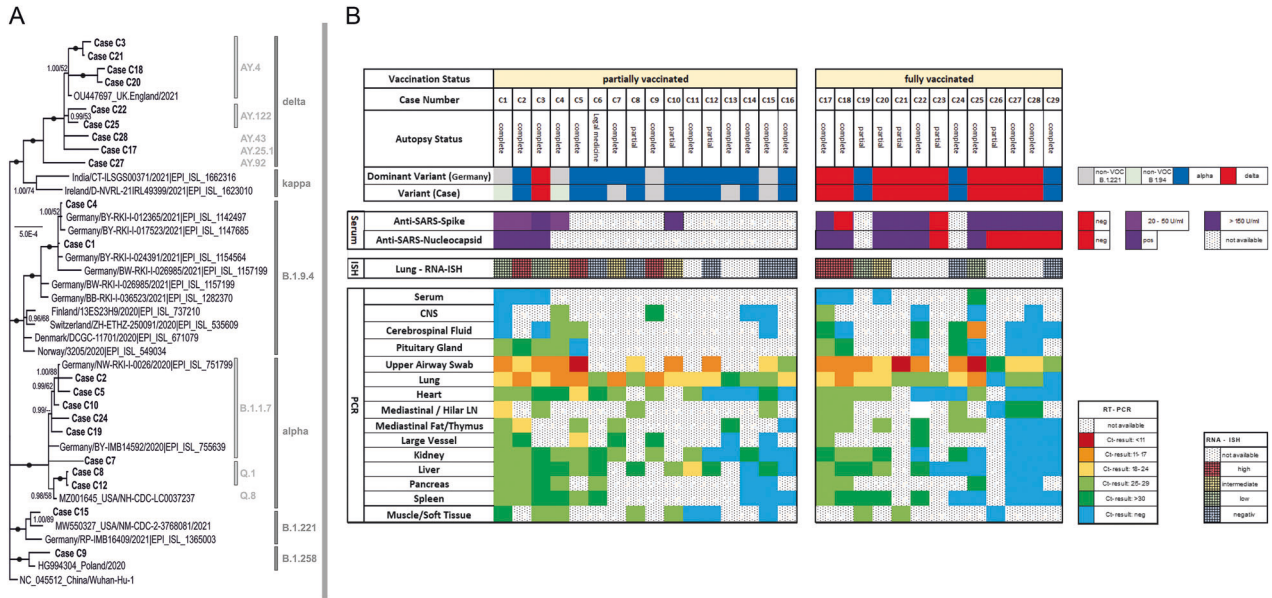 A
Case C3
Case C21
Case C18
1.00/52
Case C20
OU447697_UK.England/2021
AY.4
Case C22
0.99/53
Case C25
AY.122
Case C28
AY.43
Case C17
AY.25.1
Case C27
AY.92
delta
India/CT-ILSGS00371/2021|EPI_ISL_1662316
1.00/74
Ireland/D-NVRL-21IRL49399/2021|EPI_ISL_1623010
kappa
Case C4
1.00/52
Germany/BY-RKI-I-012365/2021|EPI_ISL_1142497
Germany/BY-RKI-I-017523/2021|EPI_ISL_1147685
5.0E-4
Case C1
Germany/BY-RKI-I-024391/2021|EPI_ISL_1154564
Germany/BW-RKI-I-026985/2021|EPI_ISL_1157199
Germany/BW-RKI-I-026985/2021|EPI_ISL_1157199
Germany/BB-RKI-I-036523/2021|EPI_ISL_1282370
Finland/13ES23H9/2020|EPI_ISL_737210
0.96/68
Switzerland/ZH-ETHZ-250091/2020|EPI_ISL_535609
Denmark/DCGC-11701/2020|EPI_ISL_671079
Norway/3205/2020|EPI_ISL_549034
B.1.9.4
Germany/NW-RKI-I-0026/2020|EPI_ISL_751799
1.00/88
Case C2
0.99/62
Case C5
Case C10
0.99/--
Case C24
Case C19
Germany/BY-IMB14592/2020|EPI_ISL_755639
B.1.1.7
Case C7
Case C8
Q.1
Case C12
0.98/58
MZ001645_USA/NH-CDC-LC0037237
Q.8
alpha
Case C15
1.00/89
MW550327_USA/NM-CDC-2-3768081/2021
Germany/RP-IMB16409/2021|EPI_ISL_1365003
B.1.221
Case C9
HG994304_Poland/2020
B.1.258
NC_045512_China/Wuhan-Hu-1
B
Vaccination Status partially vaccinated fully vaccinated
Case Number C1 C2 C3 C4 C5 C6 C7 C8 C9 C10 C11 C12 C13 C14 C15 C16 C17 C18 C19 C20 C21 C22 C23 C24 C25 C26 C27 C28 C29
Autopsy Status complete complete complete complete complete Legal medicine complete partial complete partial complete partial complete partial complete complete complete complete partial partial complete complete partial complete complete partial complete partial complete
Dominant Variant (Germany)
Variant (Case)
non-VOC B.1.221
non-VOC B.1.94
alpha
delta
Serum
Anti-SARS-Spike
Anti-SARS-Nucleocapsid
neg 20 - 50 U/ml > 150 U/ml
neg pos not available
ISH
Lung - RNA-ISH
PCR
Serum
CNS
Cerebrospinal Fluid
Pituitary Gland
Upper Airway Swab
Lung
Heart
Mediastinal / Hilar LN
Mediastinal Fat/Thymus
Large Vessel
Kidney
Liver
Pancreas
Spleen
Muscle/Soft Tissue
RT- PCR
not available
Ct-result: <11
Ct-result: 11- 17
Ct-result: 18 - 24
Ct-result: 25 - 29
Ct-result: >30
Ct-result: neg
RNA - ISH
not available
high
intermediate
low
negativ